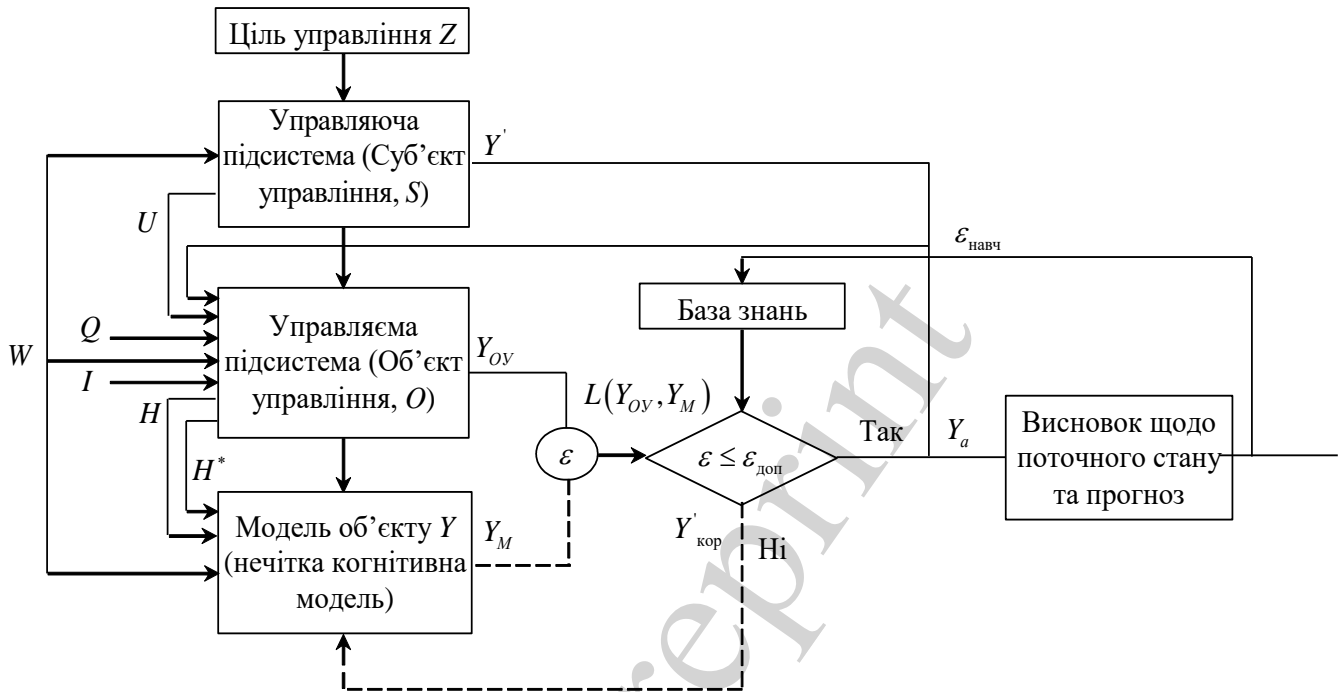 Ціль управління Z
Управляюча
підсистема (Суб’єкт
управління, S)
Y'
U
ε навч
База знань
Q
W
I
H
H*
Управляєма
підсистема (Об’єкт
управління, O)
Y ОУ
L(Y ОУ, Y M)
ε
ε ≤ ε доп
Так
Y a
Висновок щодо
поточного стану
та прогноз
Модель об’єкту Y
(нечітка когнітивна
модель)
Y M
Y' кор
Ні
reprint